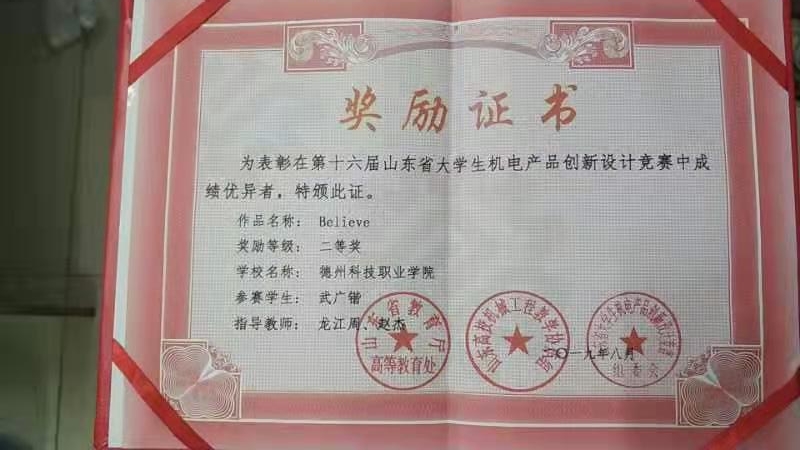 奖励证书
为表彰在第十六届山东省大学生机电产品创新设计竞赛中成
绩优异者，特颁此证。
作品名称： Believe
奖励等级： 二等奖
学校名称： 德州科技职业学院
参赛学生： 武广锴
指导教师： 龙江周、赵杰
山东省教育厅
高等教育处
山东高校机械工程教学协作组
组委会
〇一九年八月